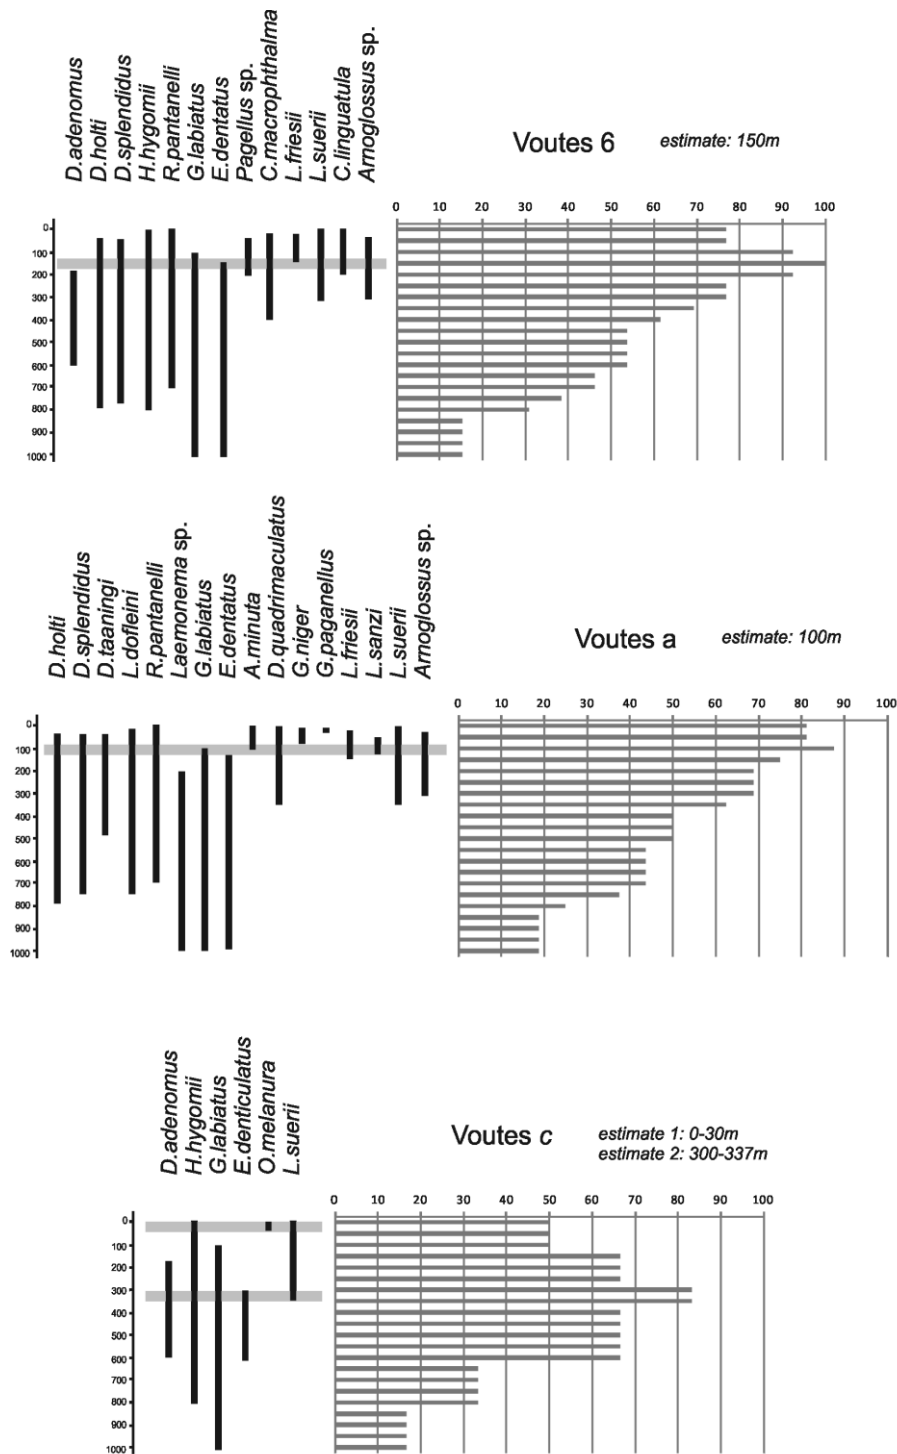 D.adenomus
D.holti
D.splendidus
H.hygomii
R.pantanelli
G.labiatus
E.dentatus
Pagellus sp.
C.macrophthalma
L.friesii
L.suerii
C.linguatula
Arnoglossus sp.
Voutes 6
estimate: 150m
0 10 20 30 40 50 60 70 80 90 100
0
100
200
300
400
500
600
700
800
900
1000
D.holti
D.splendidus
D.taaningi
L.dofleini
R.pantanelli
Laemonema sp.
G.labiatus
E.dentatus
A.minuta
D.quadrimaculatus
G.niger
G.paganellus
L.friesii
L.sanzi
L.suerii
Arnoglossus sp.
Voutes a
estimate: 100m
0 10 20 30 40 50 60 70 80 90 100
0
100
200
300
400
500
600
700
800
900
1000
D.adenomus
H.hygomii
G.labiatus
E.denticulatus
O.melanura
L.suerii
Voutes c
estimate 1: 0-30m
estimate 2: 300-337m
0 10 20 30 40 50 60 70 80 90 100
0
100
200
300
400
500
600
700
800
900
1000